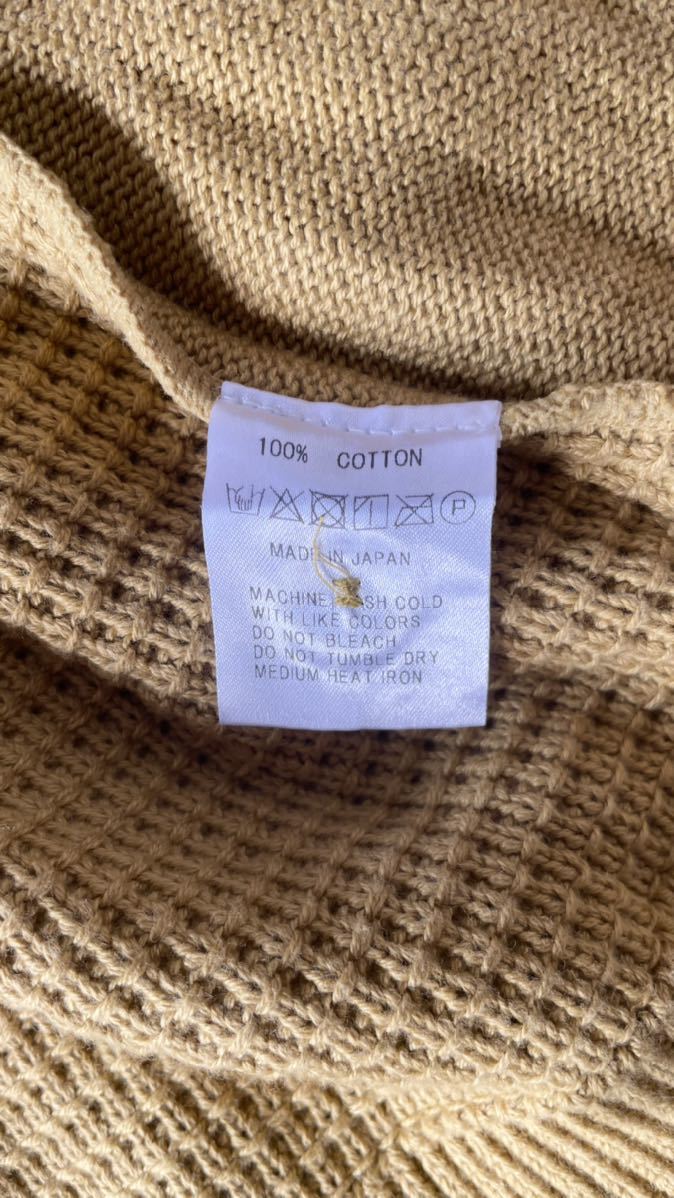 100% COTTON
P
MADE IN JAPAN
MACHINE COLD
WITH LIKE COLORS
DO NOT BLEACH
DO NOT TUMBLE DRY
MEDIUM HEAT IRON